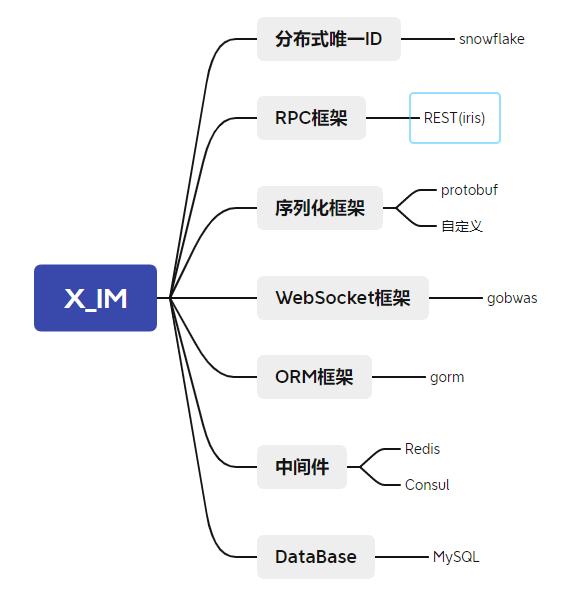 X_IM
分布式唯一ID
snowflake
RPC框架
REST(iris)
序列化框架
protobuf
自定义
WebSocket框架
gobwas
ORM框架
gorm
中间件
Redis
Consul
DataBase
MySQL